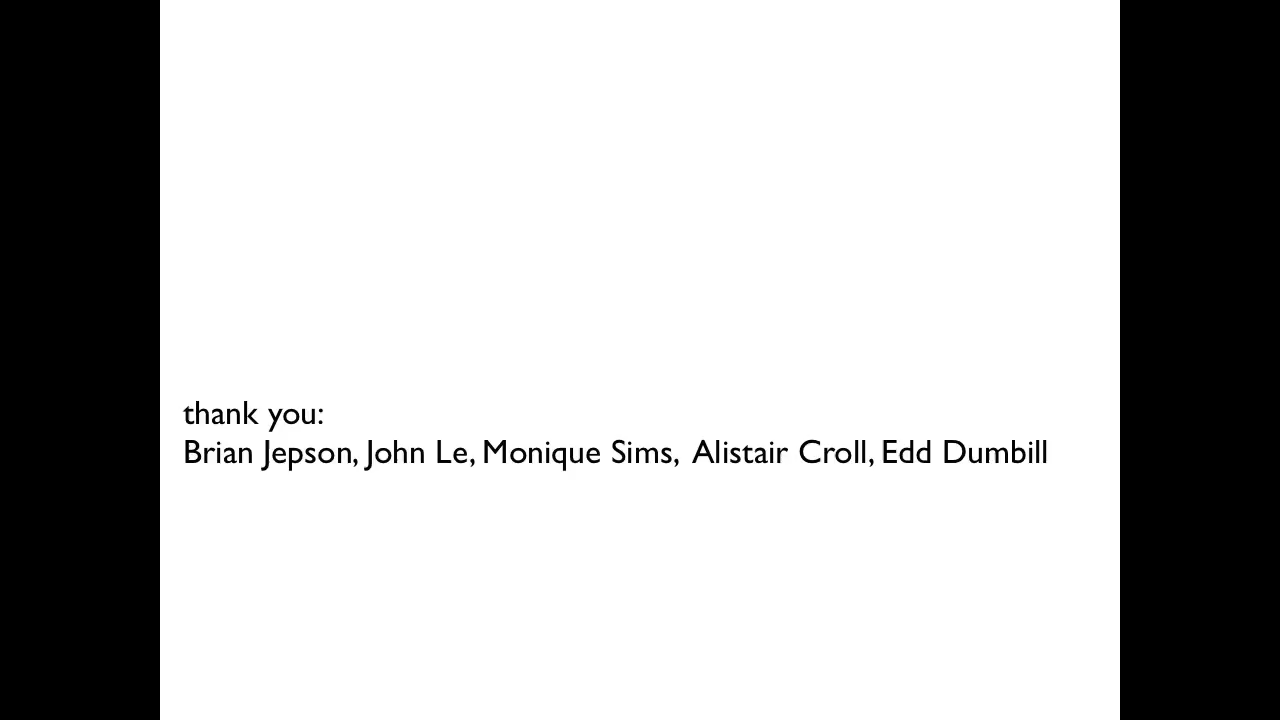 thank you:
Brian Jepson, John Le, Monique Sims, Alistair Croll, Edd Dumbill